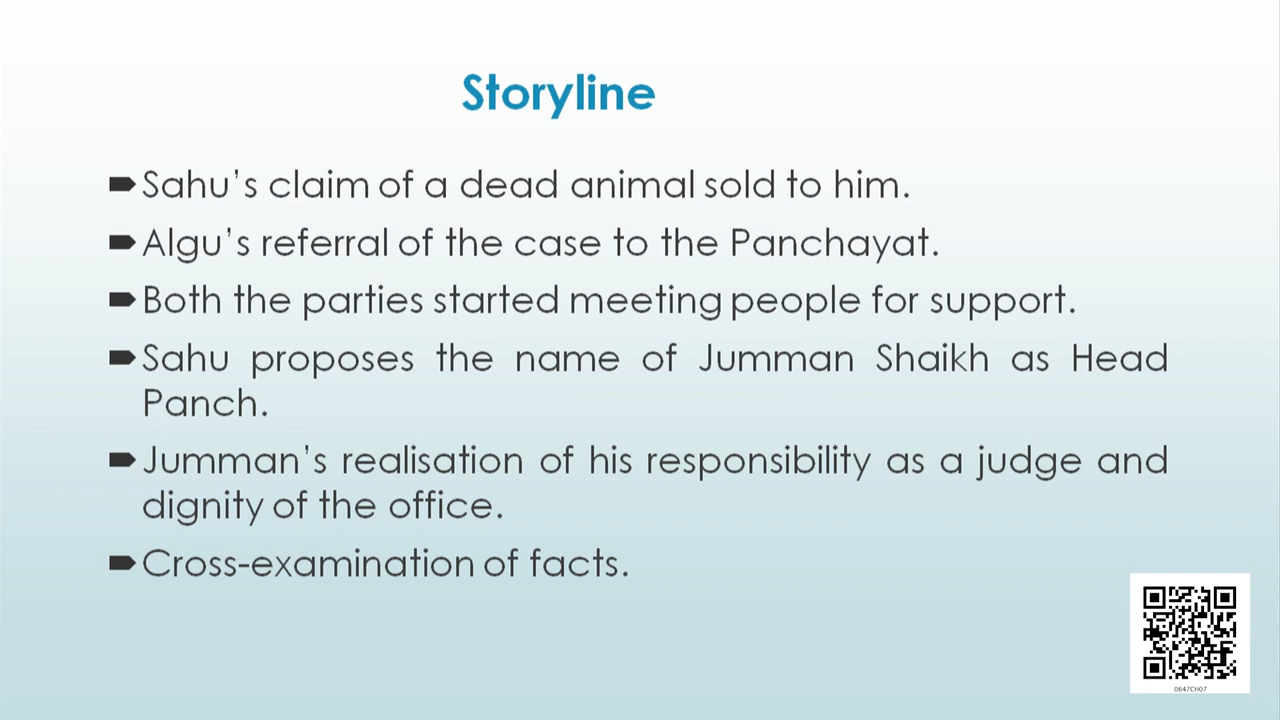 Storyline
Sahu's claim of a dead animal sold to him.
Algu's referral of the case to the Panchayat.
Both the parties started meeting people for support.
Sahu proposes the name of Jumman Shaikh as Head
Panch.
Jumman's realisation of his responsibility as a judge and
dignity of the office.
Cross-examination of facts.
0647CH07